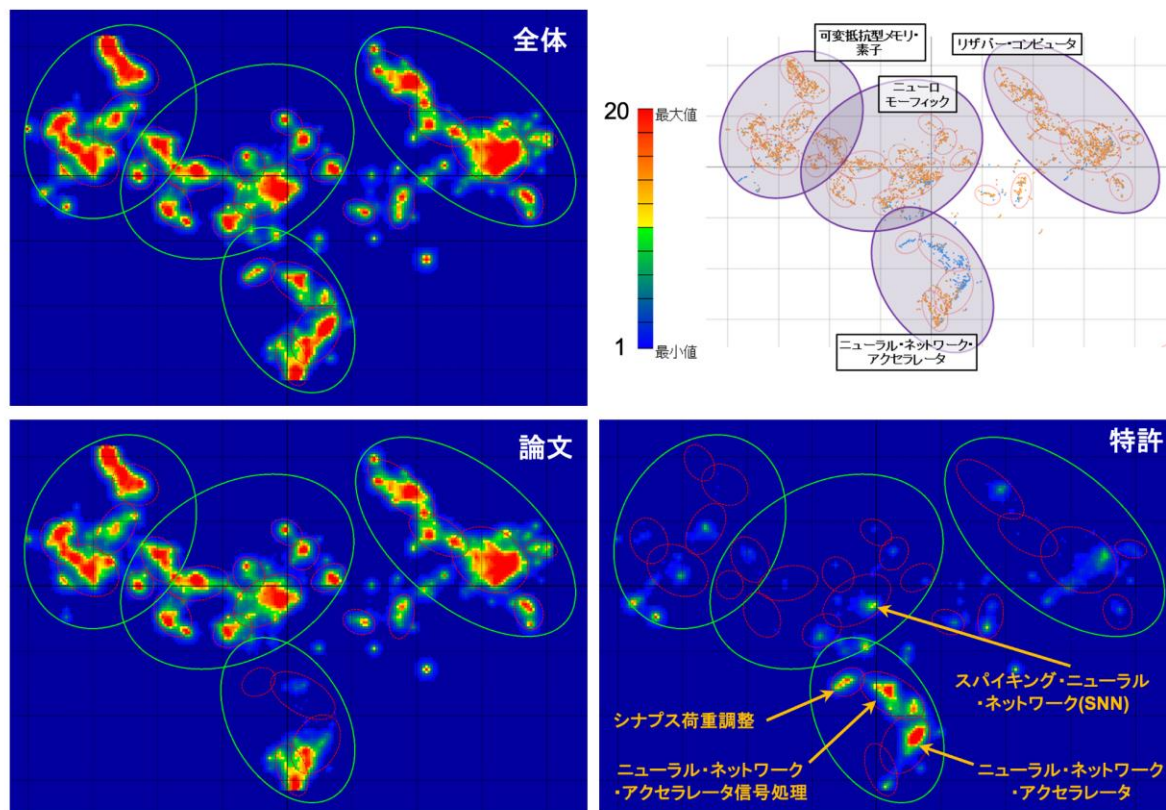 全体
可変抵抗型メモリ・
素子
リザバー・コンピュータ
ニューロ
モーフィック
20 最大値
1 最小値
ニューラル・ネットワーク・
アクセラレータ
論文
特許
スパイキング・ニューラル
・ネットワーク(SNN)
シナプス荷重調整
ニューラル・ネットワーク
・アクセラレータ信号処理
ニューラル・ネットワーク
・アクセラレータ